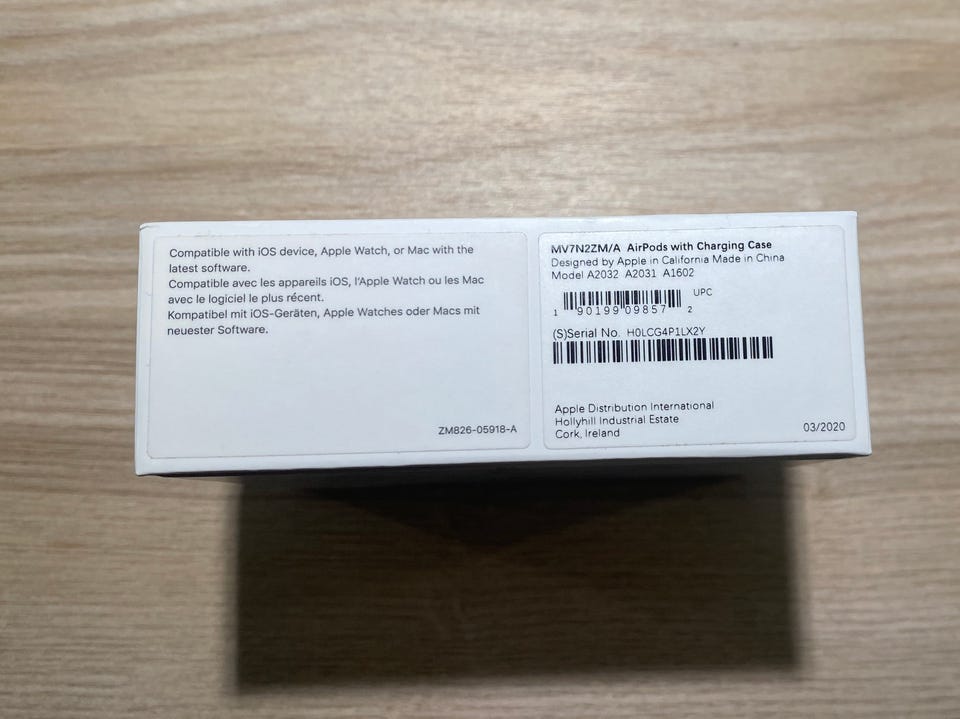 Compatible with iOS device, Apple Watch, or Mac with the
latest software.
Compatible avec les appareils iOS, l'Apple Watch ou les Mac
avec le logiciel le plus récent.
Kompatibel mit iOS-Geräten, Apple Watches oder Macs mit
neuester Software.
ZM826-05918-A
MV7N2ZM/A AirPods with Charging Case
Designed by Apple in California Made in China
Model A2032 A2031 A1602
UPC
1 90199 09857 2
(S)Serial No. H0LCG4P1LX2Y
Apple Distribution International
Hollyhill Industrial Estate
Cork, Ireland
03/2020